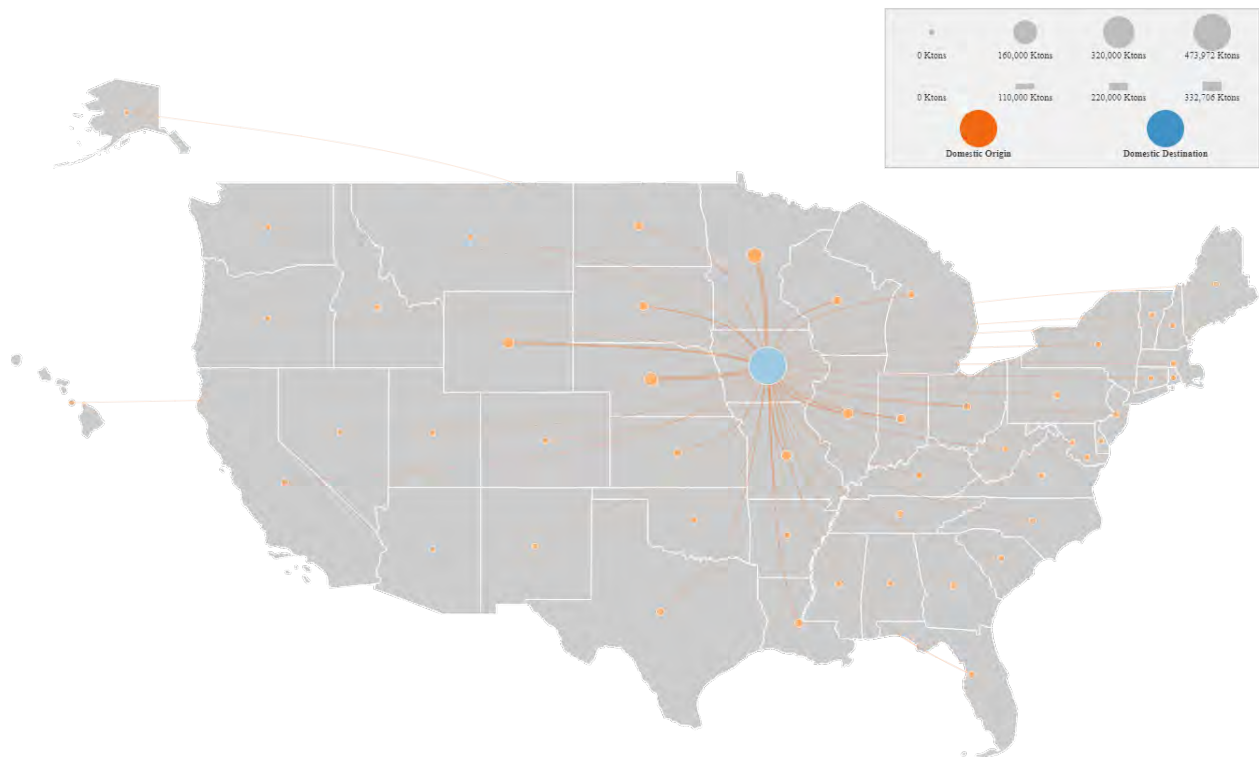 0 Ktons 160,000 Ktons 320,000 Ktons 473,972 Ktons
0 Ktons 110,000 Ktons 220,000 Ktons 332,706 Ktons
Domestic Origin Domestic Destination